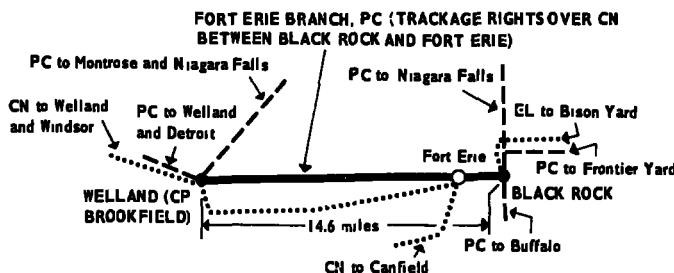 FORT ERIE BRANCH, PC (TRACKAGE RIGHTS OVER CN
BETWEEN BLACK ROCK AND FORT ERIE)
PC to Montrose and Niagara Falls
PC to Niagara Falls
CN to Welland
and Windsor
PC to Welland
and Detroit
EL to Bison Yard
Fort Erie
PC to Frontier Yard
WELLAND (CP
BROOKFIELD)
BLACK ROCK
14.6 miles
PC to Buffalo
CN to Canfield